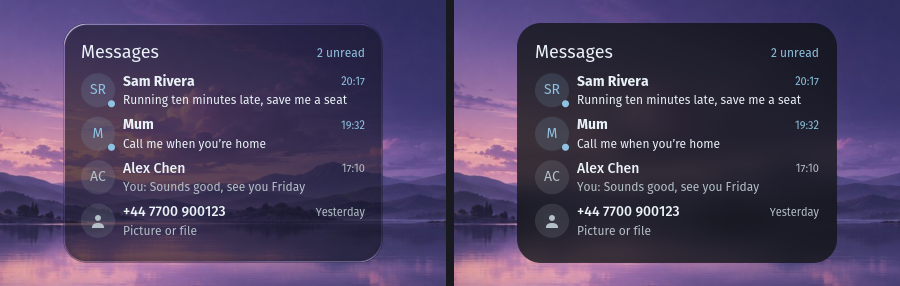 Messages 2 unread
SR Sam Rivera 20:17
Running ten minutes late, save me a seat
M Mum 19:32
Call me when you're home
AC Alex Chen 17:10
You: Sounds good, see you Friday
+44 7700 900123 Yesterday
Picture or file
Messages 2 unread
SR Sam Rivera 20:17
Running ten minutes late, save me a seat
M Mum 19:32
Call me when you're home
AC Alex Chen 17:10
You: Sounds good, see you Friday
+44 7700 900123 Yesterday
Picture or file